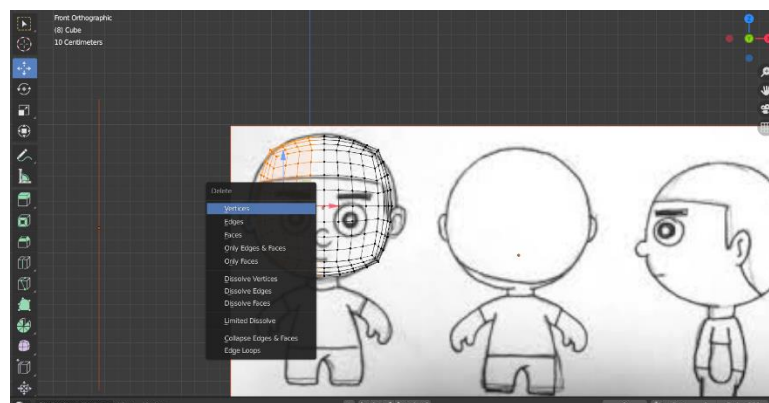 Front Orthographic
(8) Cube
10 Centimeters
Delete
Vertices
Edges
Faces
Only Edges & Faces
Only Faces
Dissolve Vertices
Dissolve Edges
Dissolve Faces
Limited Dissolve
Collapse Edges & Faces
Edge Loops